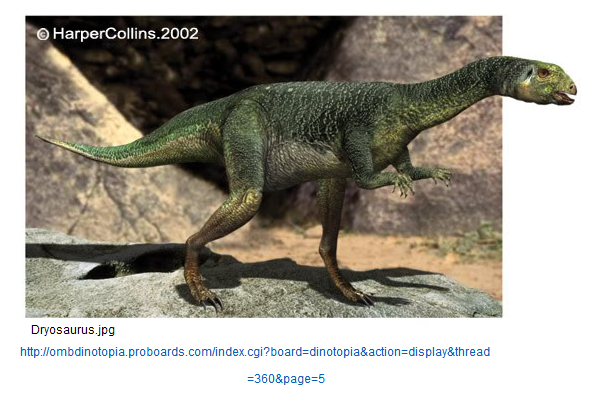 © HarperCollins.2002
Dryosaurus.jpg
http://ombdinotopia.proboards.com/index.cgi?board=dinotopia&action=display&thread
=360&page=5